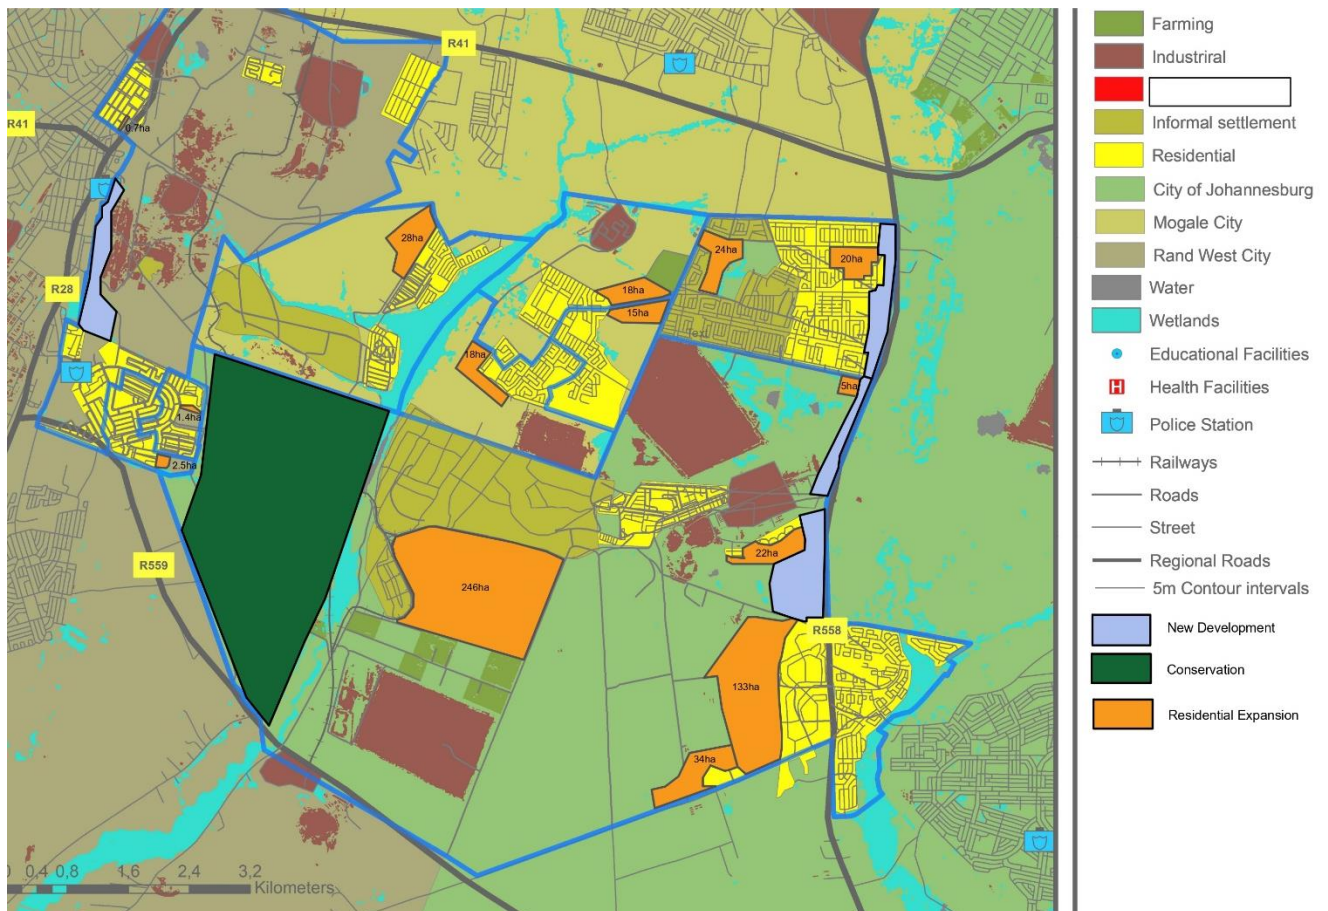 R41
R41
0.7ha
R28
28ha
24ha
20ha
18ha
15ha
18ha
5ha
1.4ha
2.5ha
R559
246ha
22ha
R558
133ha
34ha
0 0,4 0,8 1,6 2,4 3,2
Kilometers
Farming
Industriral
Informal settlement
Residential
City of Johannesburg
Mogale City
Rand West City
Water
Wetlands
Educational Facilities
H Health Facilities
Police Station
Railways
Roads
Street
Regional Roads
5m Contour intervals
New Development
Conservation
Residential Expansion